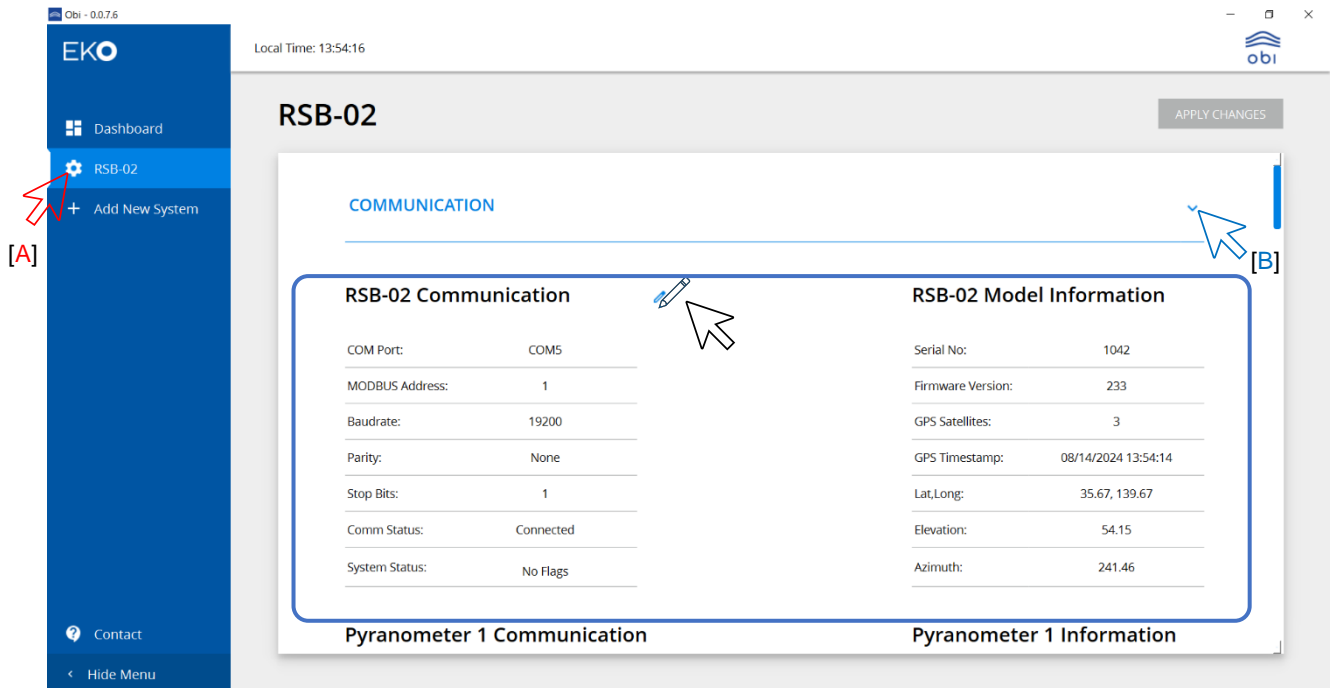 Obi - 0.0.7.6
EKO
Local Time: 13:54:16
obi
Dashboard
RSB-02
Add New System
[A]
Contact
Hide Menu
RSB-02
APPLY CHANGES
COMMUNICATION
[B]
RSB-02 Communication
COM Port: COM5
MODBUS Address: 1
Baudrate: 19200
Parity: None
Stop Bits: 1
Comm Status: Connected
System Status: No Flags
RSB-02 Model Information
Serial No: 1042
Firmware Version: 233
GPS Satellites: 3
GPS Timestamp: 08/14/2024 13:54:14
Lat,Long: 35.67, 139.67
Elevation: 54.15
Azimuth: 241.46
Pyranometer 1 Communication
Pyranometer 1 Information